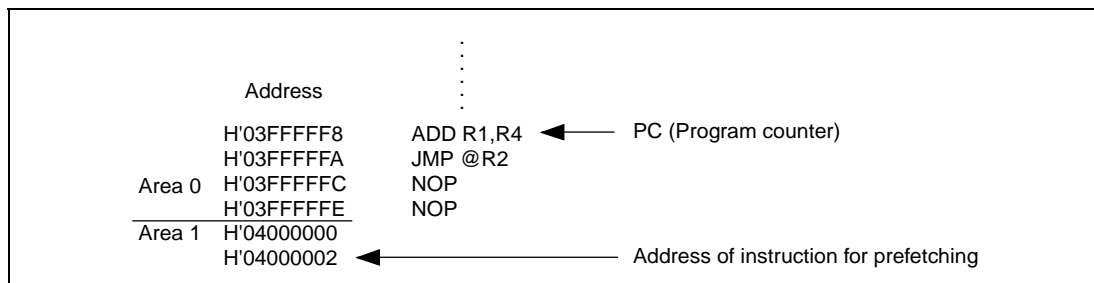 Address
H'03FFFFF8 ADD R1,R4 PC (Program counter)
H'03FFFFFA JMP @R2
Area 0 H'03FFFFFC NOP
H'03FFFFFE NOP
Area 1 H'04000000
H'04000002 Address of instruction for prefetching